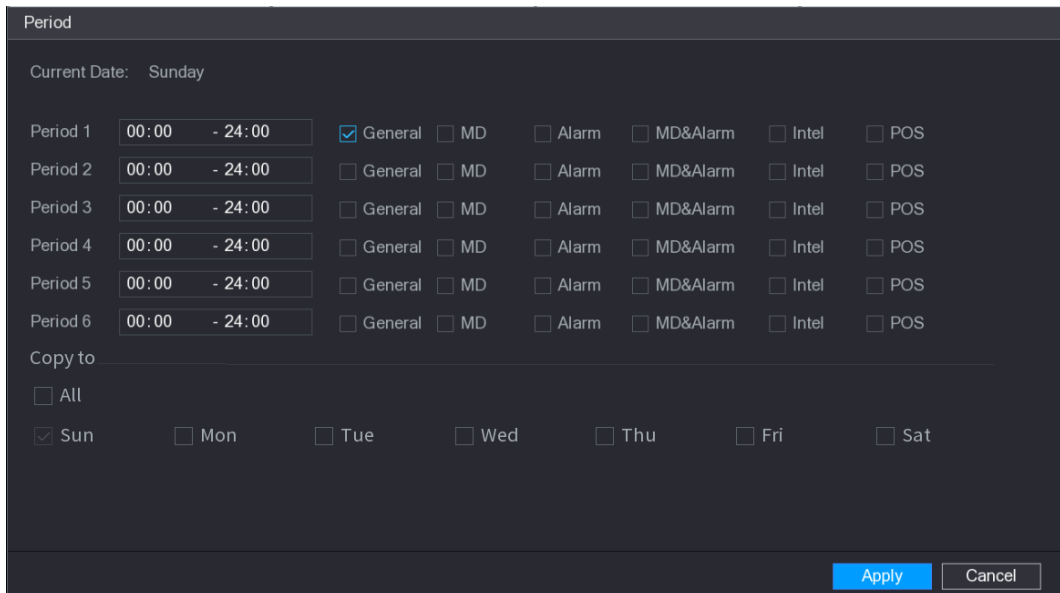 Period
Current Date: Sunday
Period 1 00:00 - 24:00 General MD Alarm MD&Alarm Intel POS
Period 2 00:00 - 24:00 General MD Alarm MD&Alarm Intel POS
Period 3 00:00 - 24:00 General MD Alarm MD&Alarm Intel POS
Period 4 00:00 - 24:00 General MD Alarm MD&Alarm Intel POS
Period 5 00:00 - 24:00 General MD Alarm MD&Alarm Intel POS
Period 6 00:00 - 24:00 General MD Alarm MD&Alarm Intel POS
Copy to
All
Sun Mon Tue Wed Thu Fri Sat
Apply Cancel